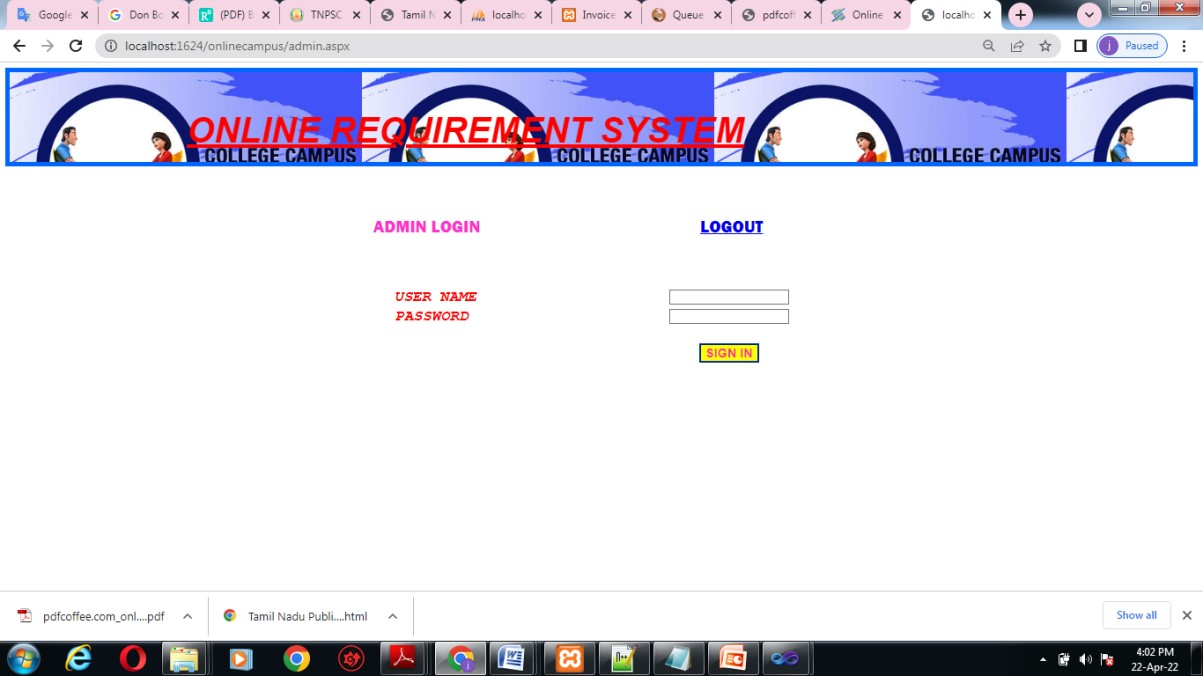 Google
Don Bo
(PDF) B
TNPSC
Tamil N
localho
Invoice
Queue
pdfcoff
Online
localho
localhost:1624/onlinecampus/admin.aspx
j Paused
ONLINE REQUIREMENT SYSTEM
COLLEGE CAMPUS COLLEGE CAMPUS COLLEGE CAMPUS
ADMIN LOGIN LOGOUT
USER NAME
PASSWORD
SIGN IN
pdfcoffee.com_onl....pdf
Tamil Nadu Publi....html
Show all
4:02 PM
22-Apr-22